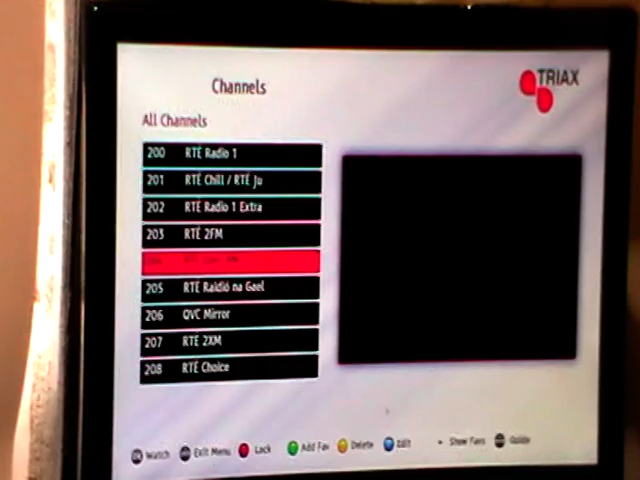 Channels
TRIAX
All Channels
200 RTÉ Radio 1
201 RTÉ Chill / RTÉ Ju
202 RTÉ Radio 1 Extra
203 RTÉ 2FM
205 RTÉ Raidió na Gael
206 QVC Mirror
207 RTÉ 2XM
208 RTÉ Choice
Watch Exit Menu Lock Add Fav Delete Edit Show Favs Guide